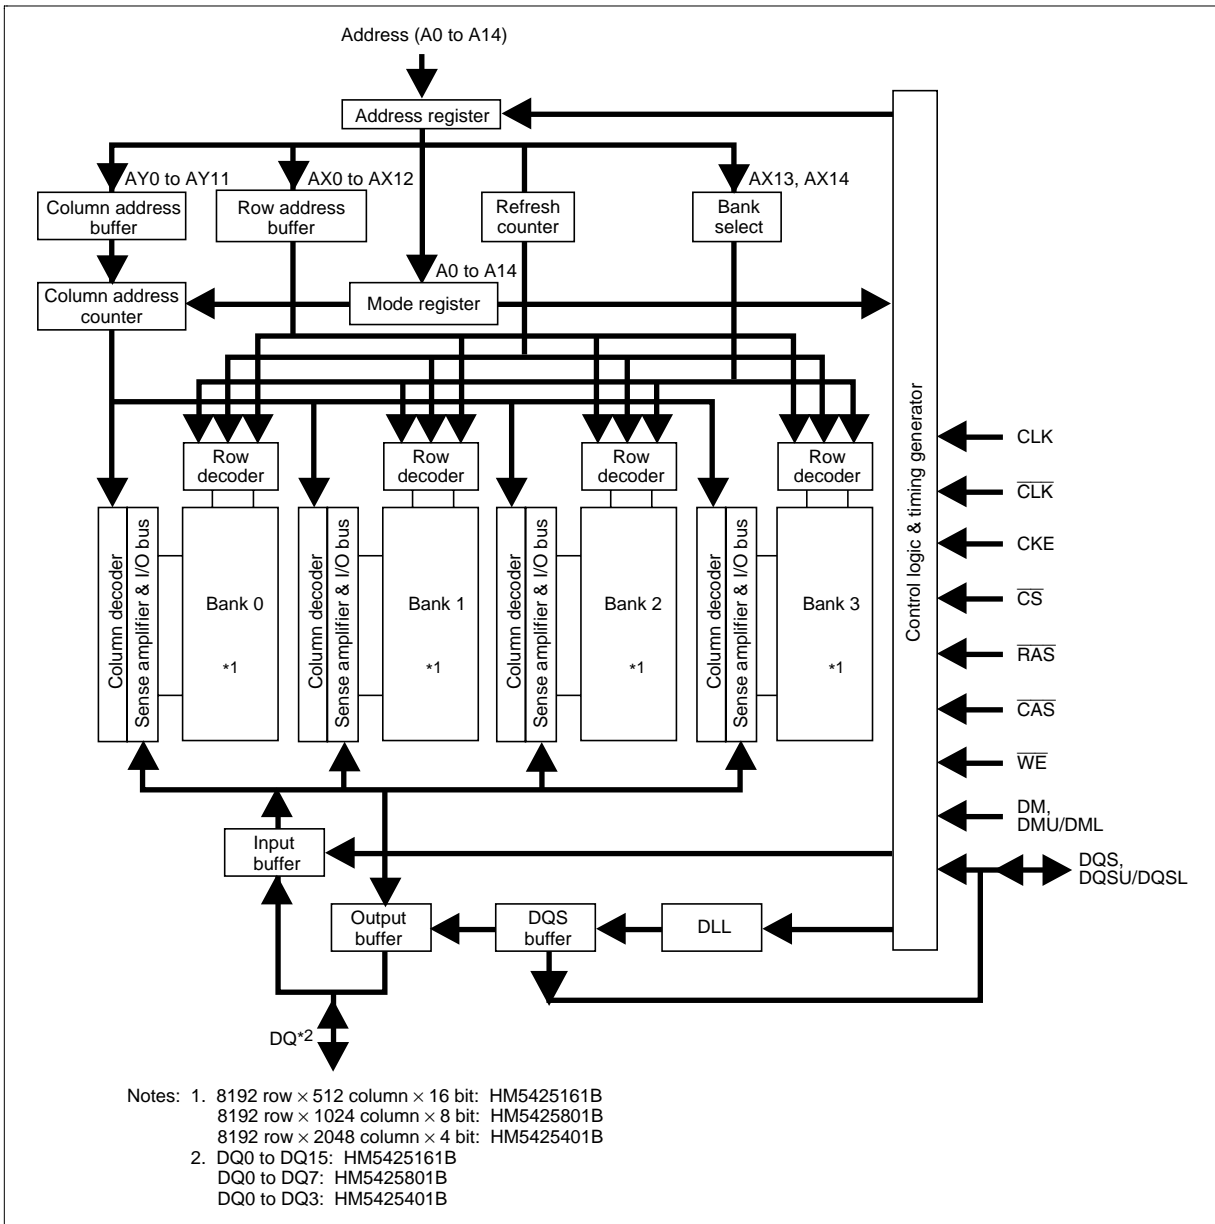 Address (A0 to A14)
Address register
AY0 to AY11
AX0 to AX12
AX13, AX14
Column address
buffer
Row address
buffer
Refresh
counter
Bank
select
A0 to A14
Column address
counter
Mode register
Row
decoder
Row
decoder
Row
decoder
Row
decoder
Column decoder
Sense amplifier & I/O bus
Bank 0
*1
Column decoder
Sense amplifier & I/O bus
Bank 1
*1
Column decoder
Sense amplifier & I/O bus
Bank 2
*1
Column decoder
Sense amplifier & I/O bus
Bank 3
*1
Control logic & timing generator
CLK
C̅L̅K̅
CKE
C̅S̅
R̅A̅S̅
C̅A̅S̅
W̅E̅
DM,
DMU/DML
DQS,
DQSU/DQSL
Input
buffer
Output
buffer
DQS
buffer
DLL
DQ*2
Notes: 1. 8192 row × 512 column × 16 bit: HM5425161B
8192 row × 1024 column × 8 bit: HM5425801B
8192 row × 2048 column × 4 bit: HM5425401B
2. DQ0 to DQ15: HM5425161B
DQ0 to DQ7: HM5425801B
DQ0 to DQ3: HM5425401B